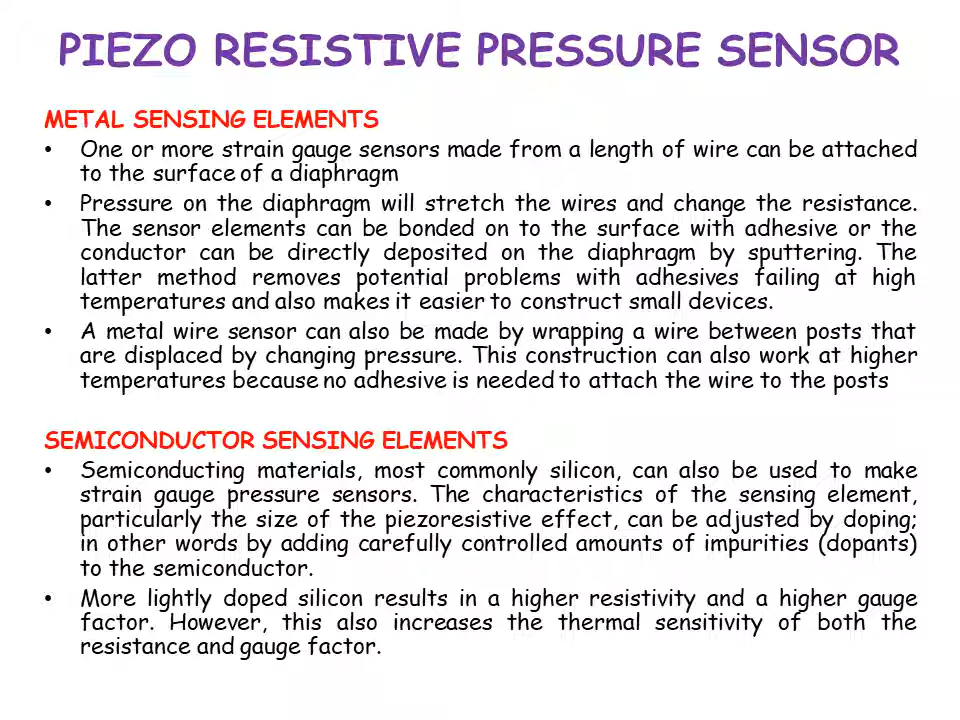 PIEZO RESISTIVE PRESSURE SENSOR
METAL SENSING ELEMENTS
• One or more strain gauge sensors made from a length of wire can be attached
to the surface of a diaphragm
• Pressure on the diaphragm will stretch the wires and change the resistance.
The sensor elements can be bonded on to the surface with adhesive or the
conductor can be directly deposited on the diaphragm by sputtering. The
latter method removes potential problems with adhesives failing at high
temperatures and also makes it easier to construct small devices.
• A metal wire sensor can also be made by wrapping a wire between posts that
are displaced by changing pressure. This construction can also work at higher
temperatures because no adhesive is needed to attach the wire to the posts
SEMICONDUCTOR SENSING ELEMENTS
• Semiconducting materials, most commonly silicon, can also be used to make
strain gauge pressure sensors. The characteristics of the sensing element,
particularly the size of the piezoresistive effect, can be adjusted by doping;
in other words by adding carefully controlled amounts of impurities (dopants)
to the semiconductor.
• More lightly doped silicon results in a higher resistivity and a higher gauge
factor. However, this also increases the thermal sensitivity of both the
resistance and gauge factor.